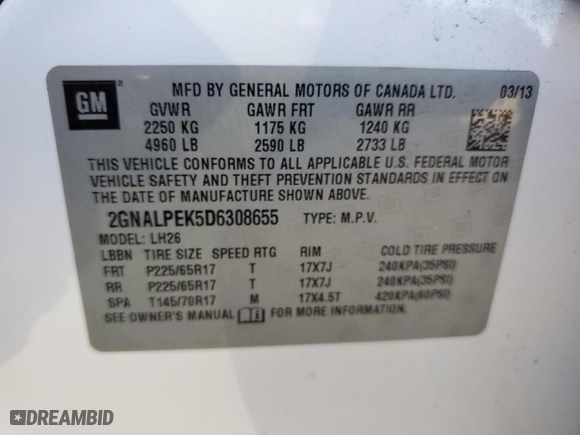 GM
MFD BY GENERAL MOTORS OF CANADA LTD. 03/13
GVWR GAWR FRT GAWR RR
2250 KG 1175 KG 1240 KG
4960 LB 2590 LB 2733 LB
THIS VEHICLE CONFORMS TO ALL APPLICABLE U.S. FEDERAL MOTOR
VEHICLE SAFETY AND THEFT PREVENTION STANDARDS IN EFFECT ON
THE DATE OF MANUFACTURE SHOWN ABOVE.
2GNALPEK5D6308655 TYPE: M.P.V.
MODEL: LH26
LBBN TIRE SIZE SPEED RTG RIM COLD TIRE PRESSURE
FRT P225/65R17 T 17X7J 240KPA(35PSI)
RR P225/65R17 T 17X7J 240KPA(35PSI)
SPA T145/70R17 M 17X4.5T 420KPA(60PSI)
SEE OWNER'S MANUAL FOR MORE INFORMATION.
DREAMBID